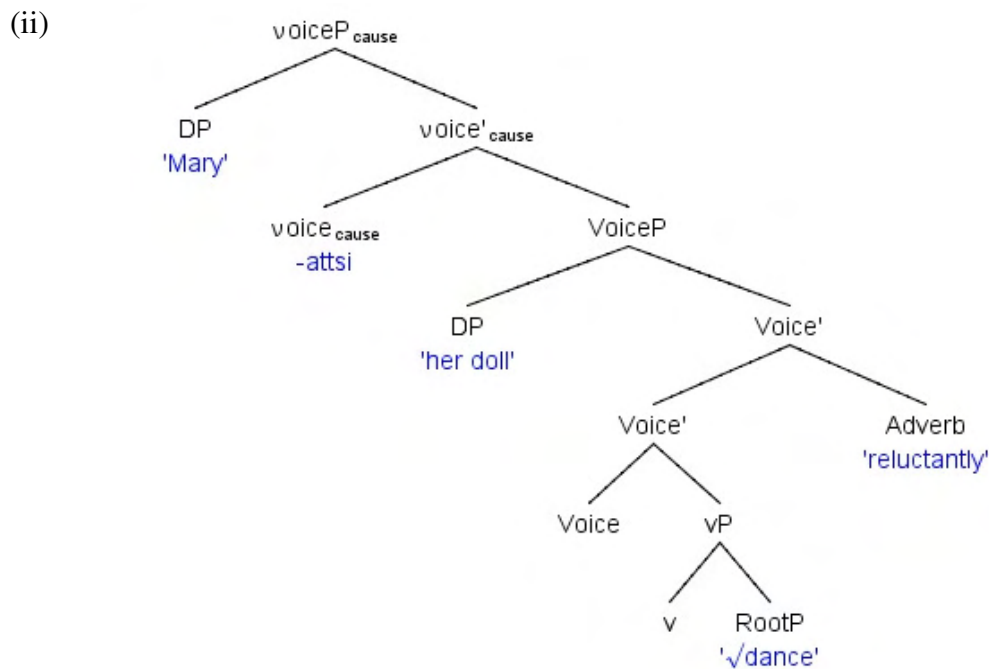 (ii)
voiceP cause
DP voice' cause
'Mary'
voice cause VoiceP
-attsi
DP Voice'
'her doll'
Voice' Adverb
'reluctantly'
Voice vP
v RootP
'√dance'